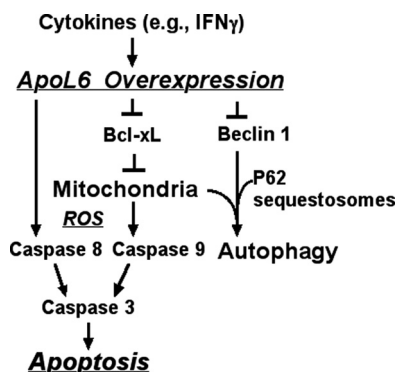 Cytokines (e.g., IFNγ)
ApoL6 Overexpression
Bcl-xL
Beclin 1
Mitochondria
P62
sequestosomes
ROS
Caspase 8
Caspase 9
Autophagy
Caspase 3
Apoptosis